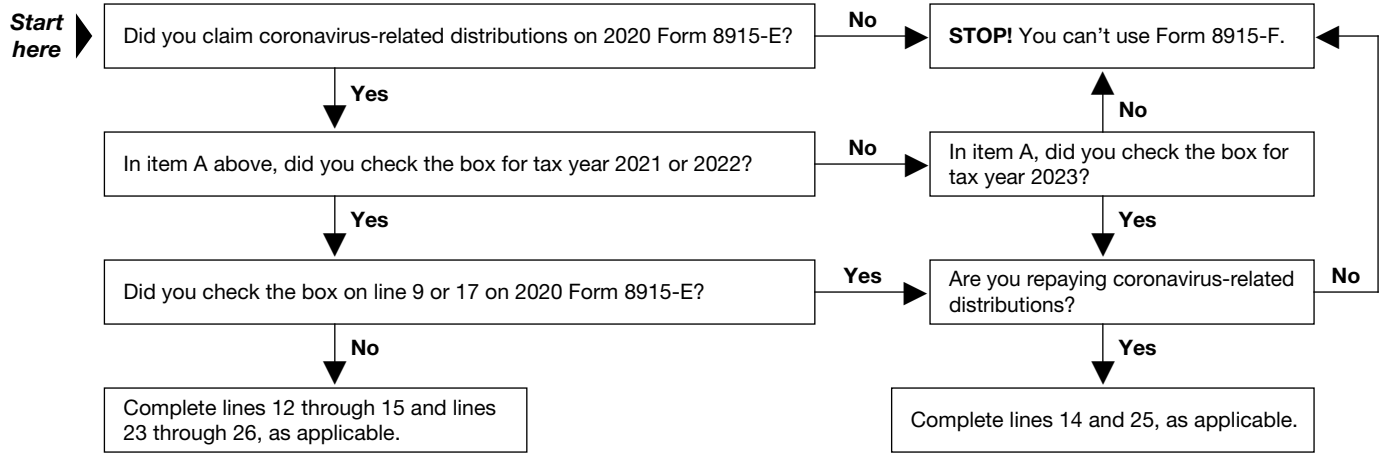 Start
here
Did you claim coronavirus-related distributions on 2020 Form 8915-E?
No
STOP! You can't use Form 8915-F.
Yes
No
In item A above, did you check the box for tax year 2021 or 2022?
No
In item A, did you check the box for
tax year 2023?
Yes
Yes
Did you check the box on line 9 or 17 on 2020 Form 8915-E?
Yes
Are you repaying coronavirus-related
distributions?
No
No
Yes
Complete lines 12 through 15 and lines
23 through 26, as applicable.
Complete lines 14 and 25, as applicable.